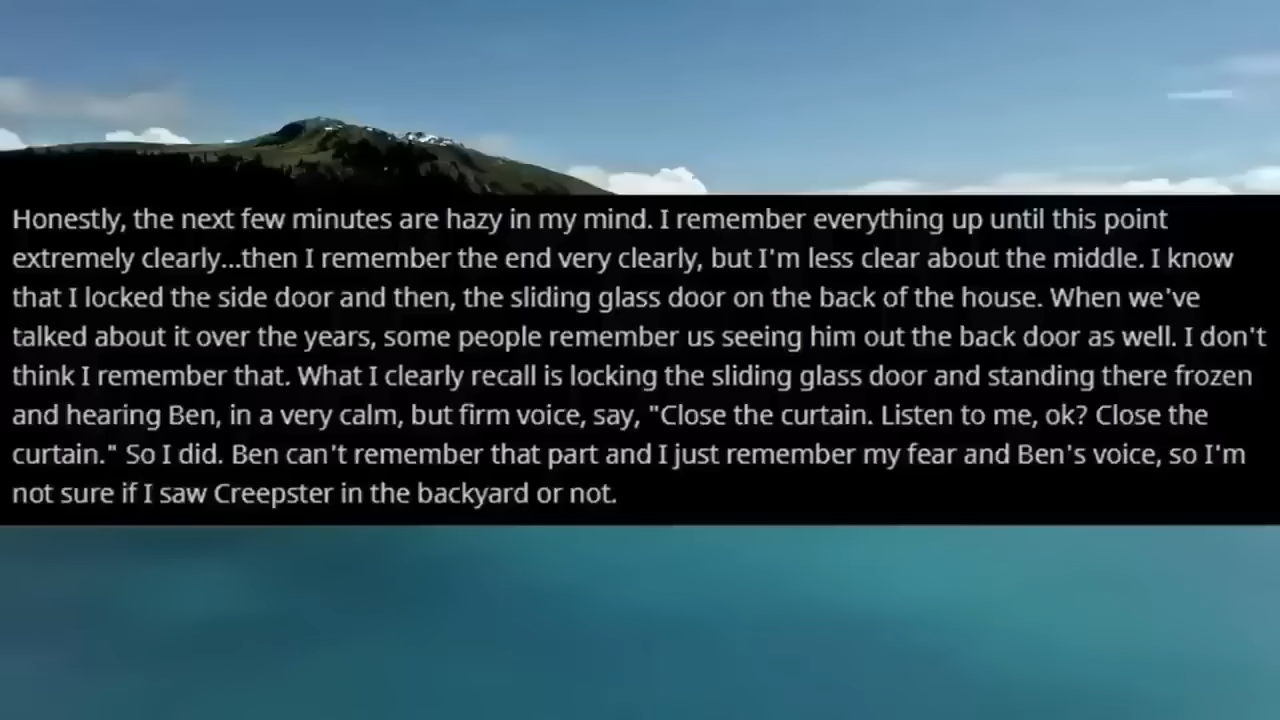 Honestly, the next few minutes are hazy in my mind. I remember everything up until this point
extremely clearly...then I remember the end very clearly, but I'm less clear about the middle. I know
that I locked the side door and then, the sliding glass door on the back of the house. When we've
talked about it over the years, some people remember us seeing him out the back door as well. I don't
think I remember that. What I clearly recall is locking the sliding glass door and standing there frozen
and hearing Ben, in a very calm, but firm voice, say, "Close the curtain. Listen to me, ok? Close the
curtain." So I did. Ben can't remember that part and I just remember my fear and Ben's voice, so I'm
not sure if I saw Creepster in the backyard or not.